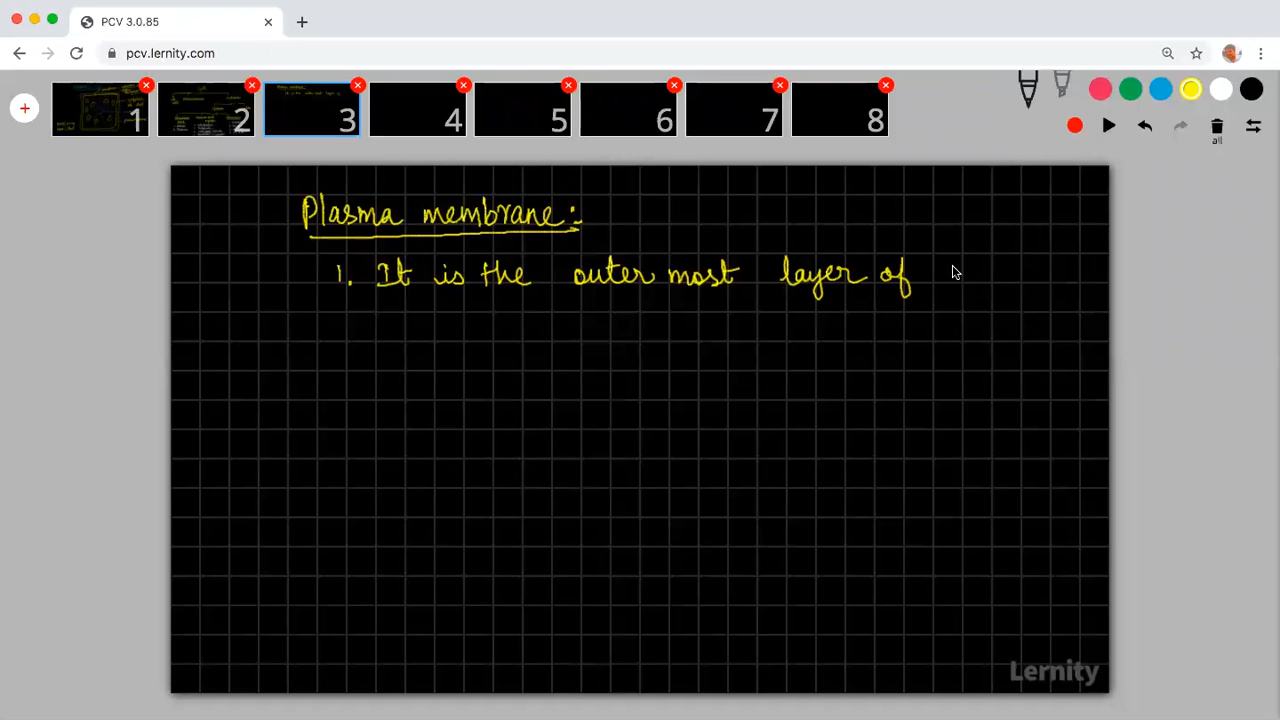 PCV 3.0.85
pcv.lernity.com
1
2
3
4
5
6
7
8
all
Plasma membrane:-
1. It is the outer most layer of
Lernity